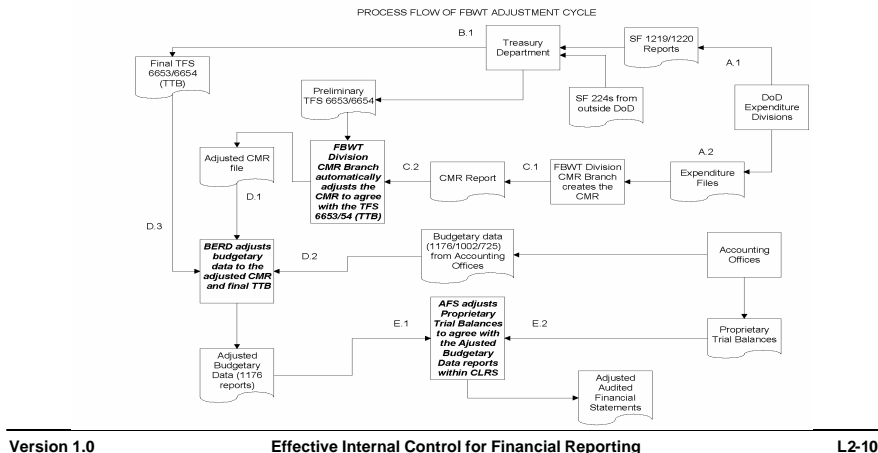 PROCESS FLOW OF FBWT ADJUSTMENT CYCLE
B.1
Treasury
Department
SF 1219/1220
Reports
A.1
Final TFS
6653/6654
(TTB)
Preliminary
TFS 6653/6654
SF 224s from
outside DoD
DoD
Expenditure
Divisions
A.2
Adjusted CMR
file
FBWT
Division
CMR Branch
automatically
adjusts the
CMR to agree
with the TFS
6653/54 (TTB)
C.2
CMR Report
C.1
FBWT Division
CMR Branch
creates the
CMR
Expenditure
Files
D.1
D.3
BERD adjusts
budgetary
data to the
adjusted CMR
and final TTB
D.2
Budgetary data
(1176/1002/725)
from Accounting
Offices
Accounting
Offices
E.1
AFS adjusts
Proprietary
Trial Balances
to agree with
the Ajusted
Budgetary
Data reports
within CLRS
E.2
Proprietary
Trial Balances
Adjusted
Budgetary
Data (1176
reports)
Adjusted
Audited
Financial
Statements
Version 1.0
Effective Internal Control for Financial Reporting
L2-10